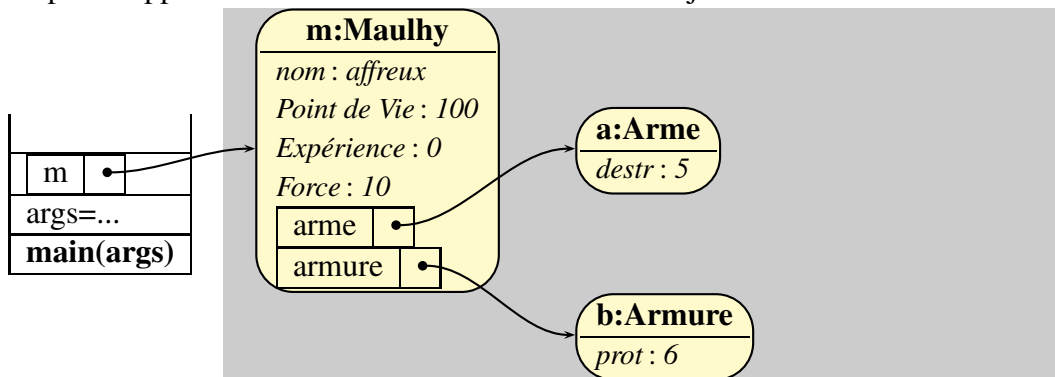 m:Maulhy
nom : affreux
Point de Vie : 100
Expérience : 0
Force : 10
arme
armure
m
args=...
main(args)
a:Arme
destr : 5
b:Armure
prot : 6